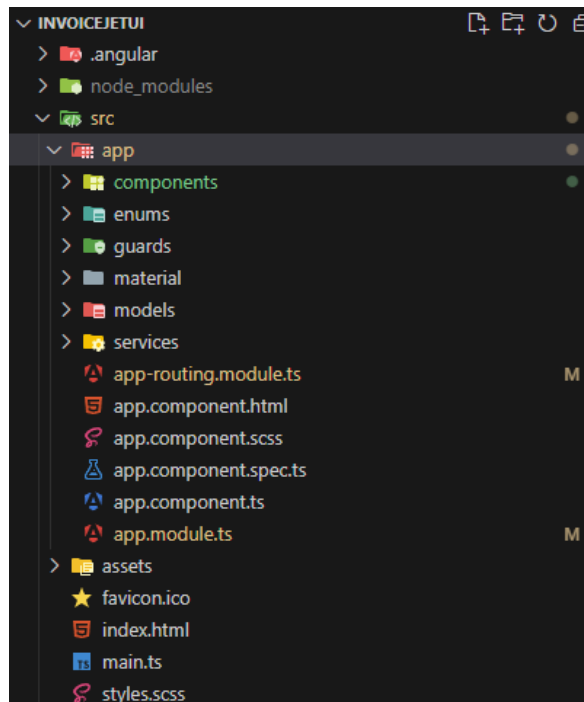 INVOICEJETUI
.angular
node_modules
src
app
components
enums
guards
material
models
services
app-routing.module.ts M
app.component.html
app.component.scss
app.component.spec.ts
app.component.ts
app.module.ts M
assets
favicon.ico
index.html
TS main.ts
styles.scss